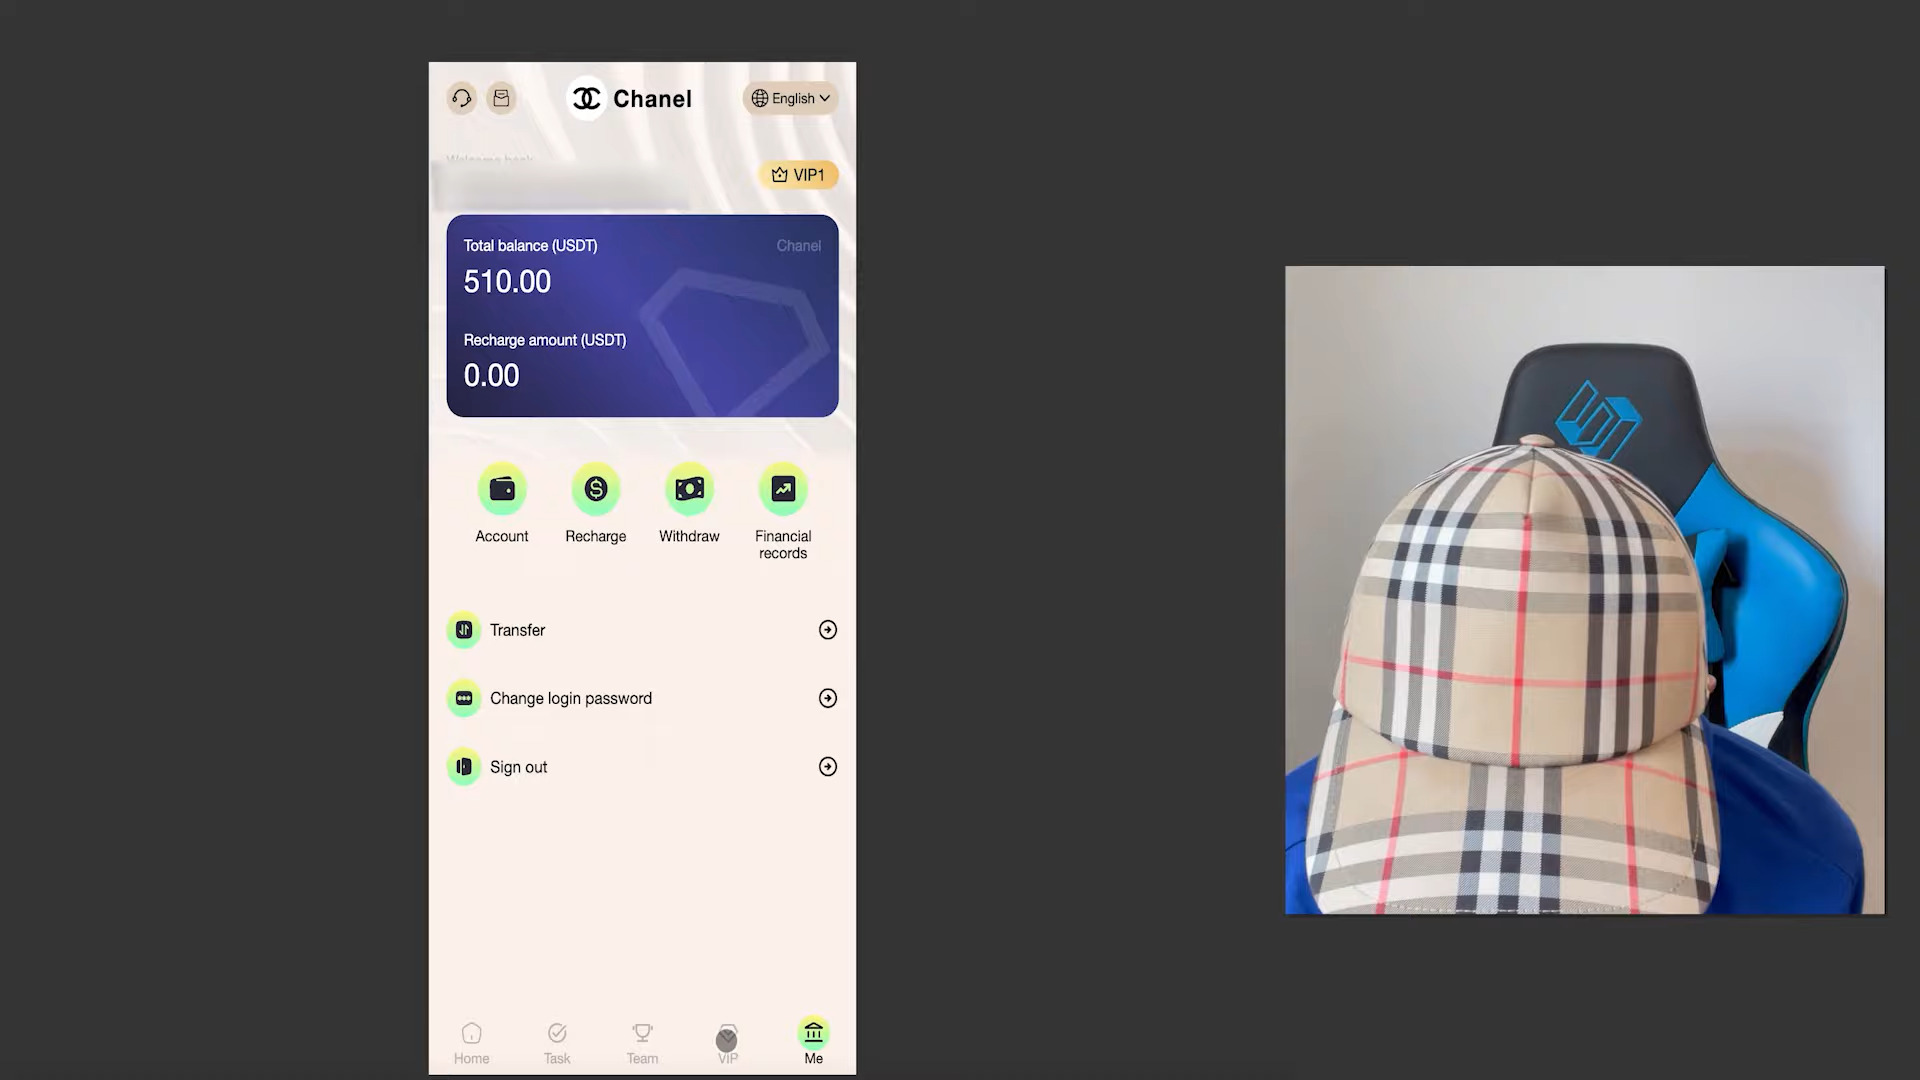 Chanel
English
Welcome back
VIP1
Total balance (USDT)
Chanel
510.00
Recharge amount (USDT)
0.00
Account
Recharge
Withdraw
Financial
records
Transfer
Change login password
Sign out
Home
Task
Team
VIP
Me